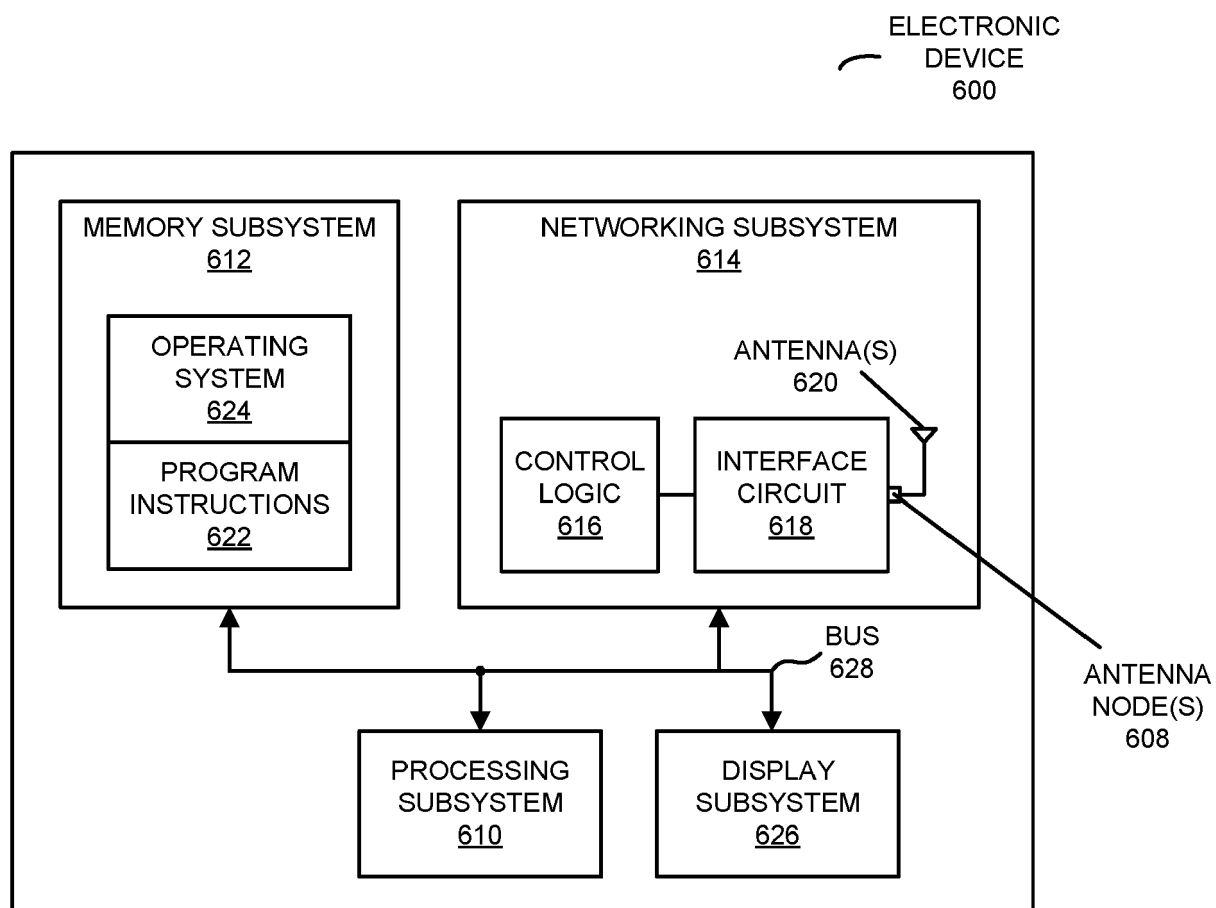 ELECTRONIC
DEVICE
600
MEMORY SUBSYSTEM
612
OPERATING
SYSTEM
624
PROGRAM
INSTRUCTIONS
622
NETWORKING SUBSYSTEM
614
ANTENNA(S)
620
CONTROL
LOGIC
616
INTERFACE
CIRCUIT
618
BUS
628
ANTENNA
NODE(S)
608
PROCESSING
SUBSYSTEM
610
DISPLAY
SUBSYSTEM
626